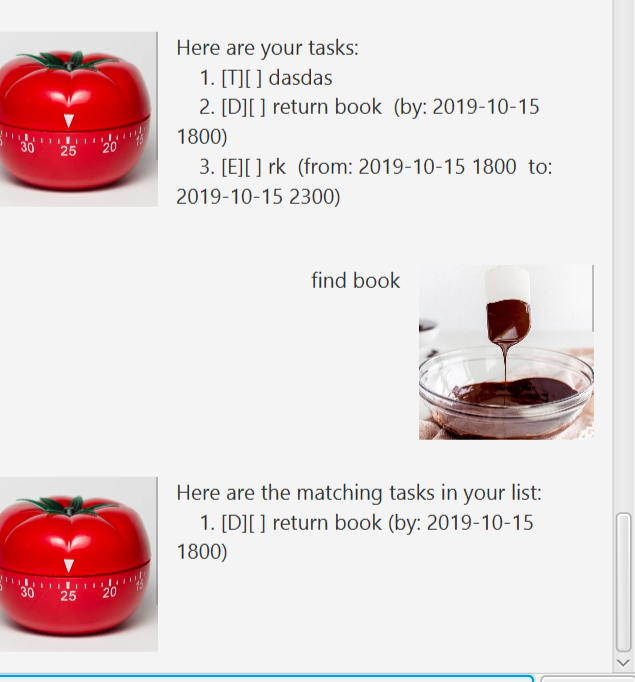 Here are your tasks:
1. [T][ ] dasdas
2. [D][ ] return book  (by: 2019-10-15
1800)
3. [E][ ] rk  (from: 2019-10-15 1800  to:
2019-10-15 2300)
30 25 20 15
find book
Here are the matching tasks in your list:
1. [D][ ] return book (by: 2019-10-15
1800)
30 25 20 15